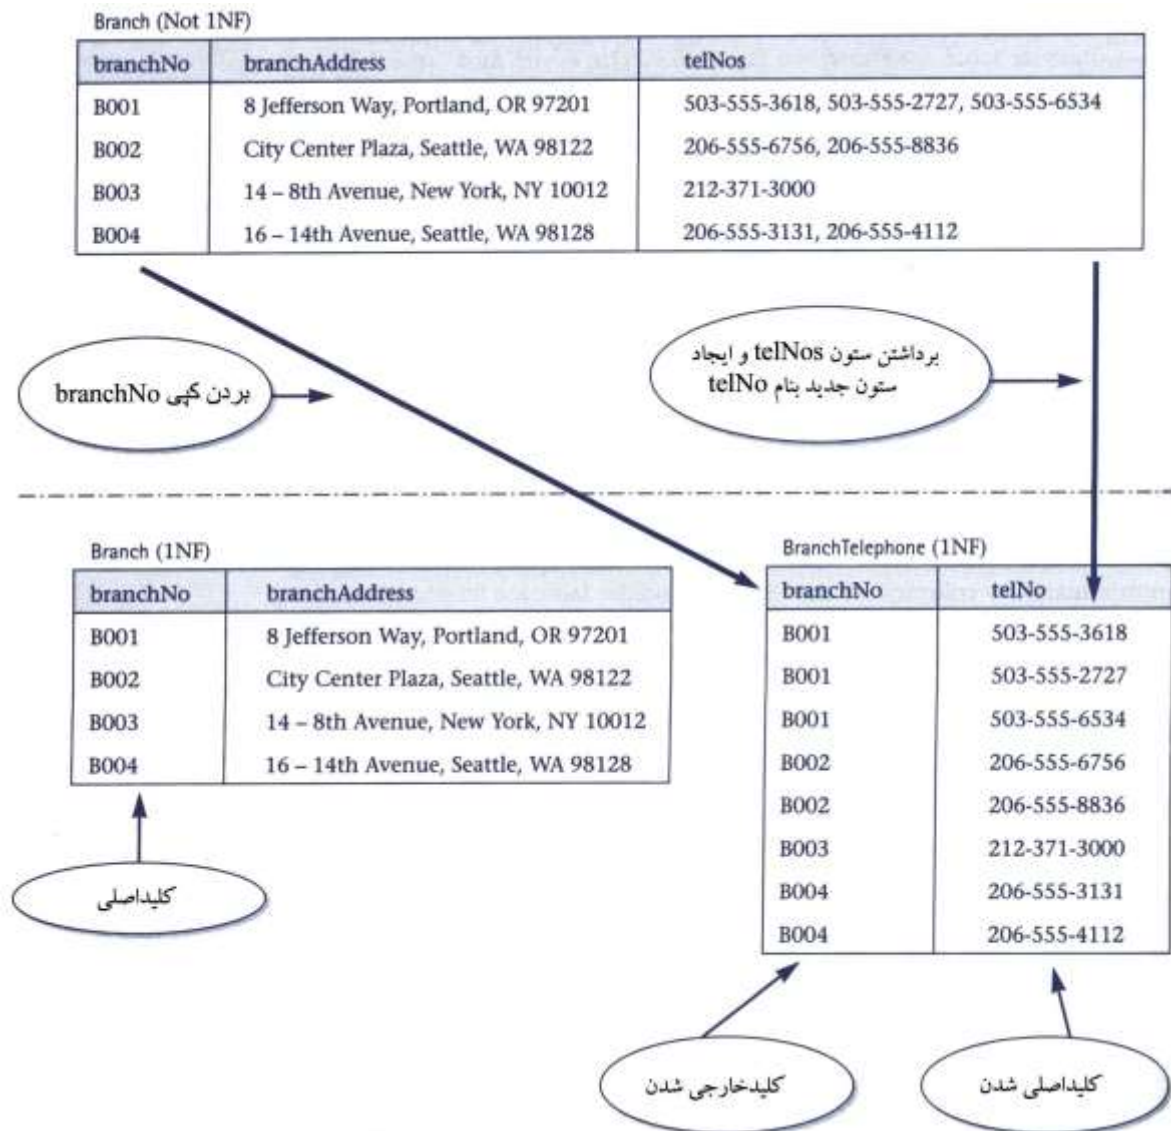 Branch (Not 1NF)
branchNo branchAddress telNos
B001 8 Jefferson Way, Portland, OR 97201 503-555-3618, 503-555-2727, 503-555-6534
B002 City Center Plaza, Seattle, WA 98122 206-555-6756, 206-555-8836
B003 14 – 8th Avenue, New York, NY 10012 212-371-3000
B004 16 – 14th Avenue, Seattle, WA 98128 206-555-3131, 206-555-4112
برداشتن ستون telNos و ایجاد
ستون جدید بنام telNo
بردن کپی branchNo
Branch (1NF)
branchNo branchAddress
B001 8 Jefferson Way, Portland, OR 97201
B002 City Center Plaza, Seattle, WA 98122
B003 14 – 8th Avenue, New York, NY 10012
B004 16 – 14th Avenue, Seattle, WA 98128
کلیداصلی
BranchTelephone (1NF)
branchNo telNo
B001 503-555-3618
B001 503-555-2727
B001 503-555-6534
B002 206-555-6756
B002 206-555-8836
B003 212-371-3000
B004 206-555-3131
B004 206-555-4112
کلیدخارجی شدن
کلیداصلی شدن